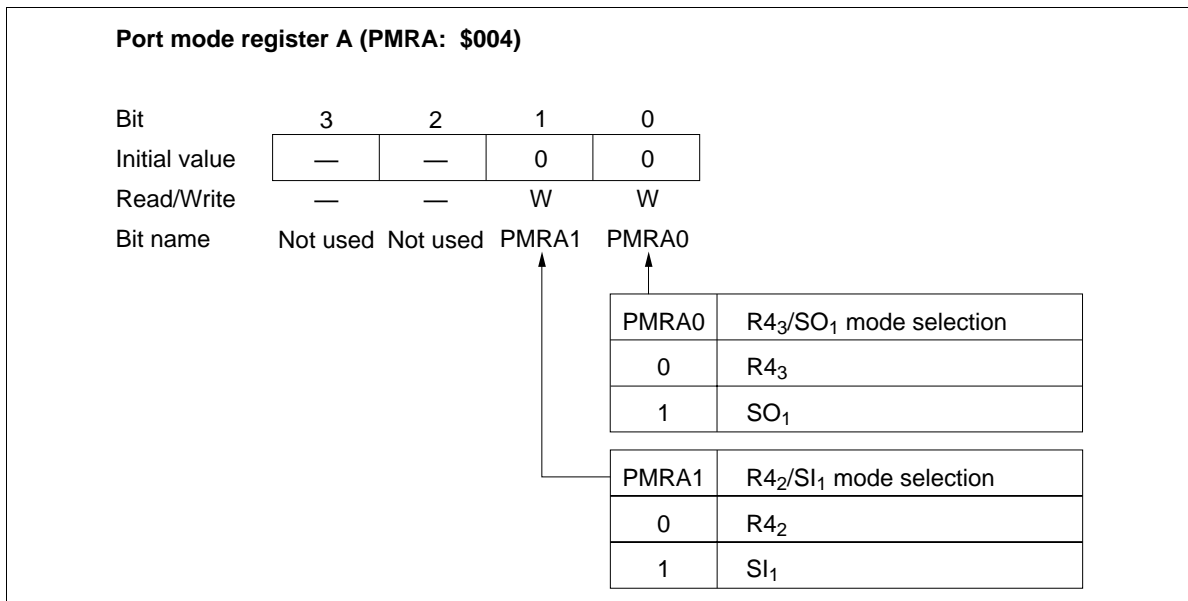 Port mode register A (PMRA: $004)
Bit 3 2 1 0
Initial value — — 0 0
Read/Write — — W W
Bit name Not used Not used PMRA1 PMRA0
PMRA0 R4₃/SO₁ mode selection
0 R4₃
1 SO₁
PMRA1 R4₂/SI₁ mode selection
0 R4₂
1 SI₁